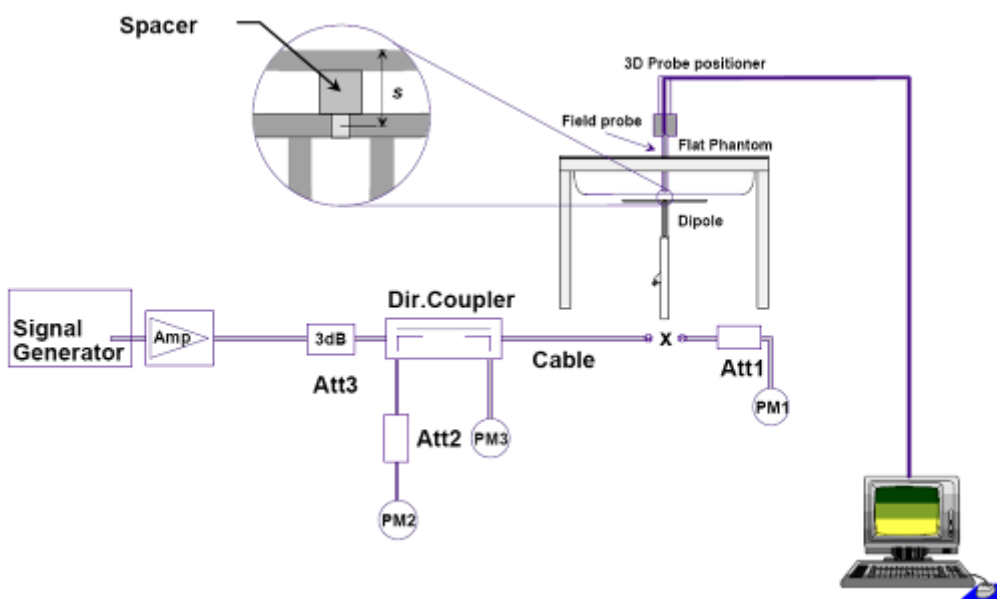 Spacer
s
3D Probe positioner
Field probe
Flat Phantom
Dipole
Signal
Generator
Amp
3dB
Att3
Dir.Coupler
Cable
x
Att1
PM1
Att2
PM3
PM2